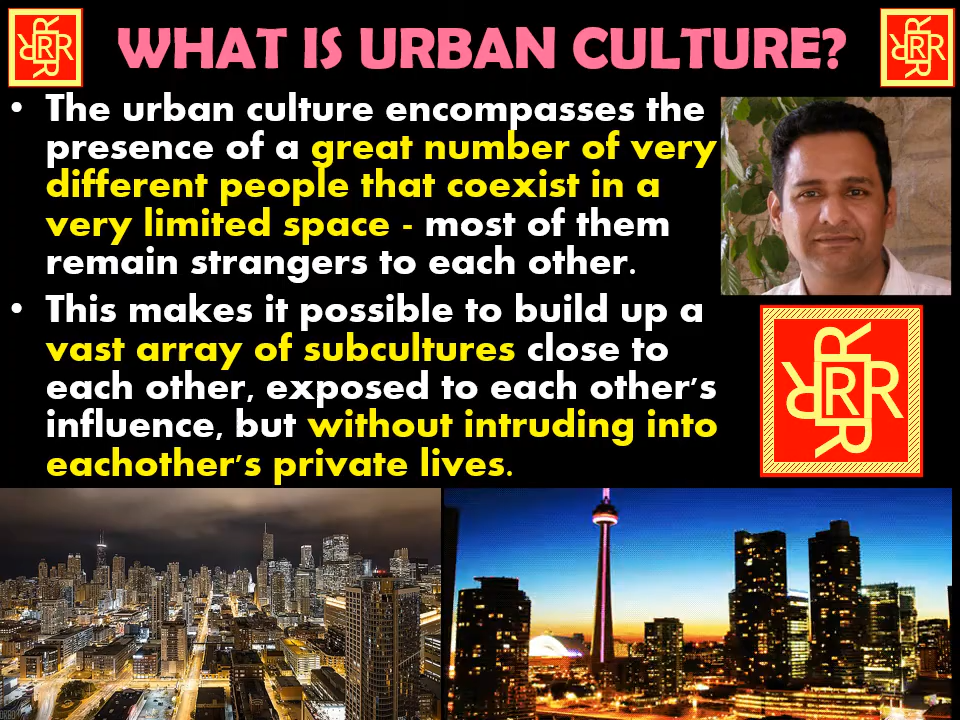 WHAT IS URBAN CULTURE?
• The urban culture encompasses the
presence of a great number of very
different people that coexist in a
very limited space - most of them
remain strangers to each other.
• This makes it possible to build up a
vast array of subcultures close to
each other, exposed to each other's
influence, but without intruding into
eachother's private lives.
R R R R R
R R R R R
R R R R R